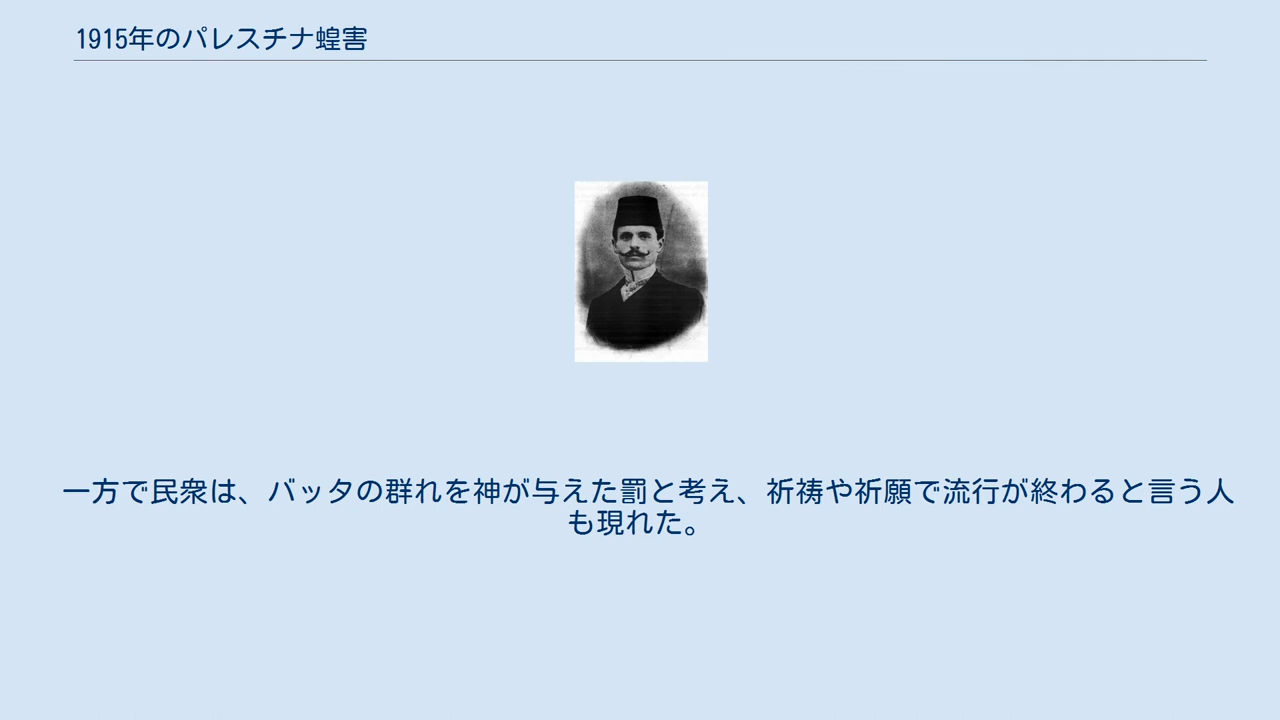 1915年のパレスチナ蝗害
一方で民衆は、バッタの群れを神が与えた罰と考え、祈祷や祈願で流行が終わると言う人
も現れた。